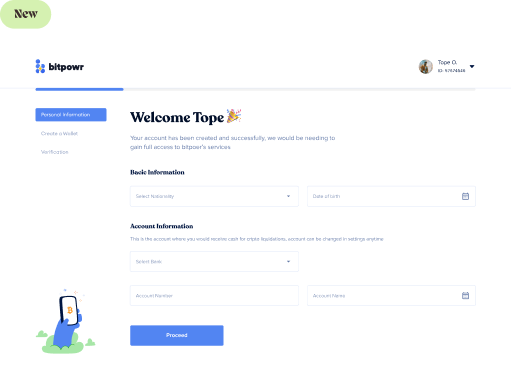 New
bitpowr
Tope O.
ID: 97674646
Personal Information
Create a Wallet
Verification
Welcome Tope
Your account has been created and successfully, we would be needing to
gain full access to bitpoer's services
Basic Information
Select Nationality
Date of birth
Account Information
This is the account where you would receive cash for cripto liquidations, account can be changed in settings anytime
Select Bank
Account Number
Account Name
Proceed